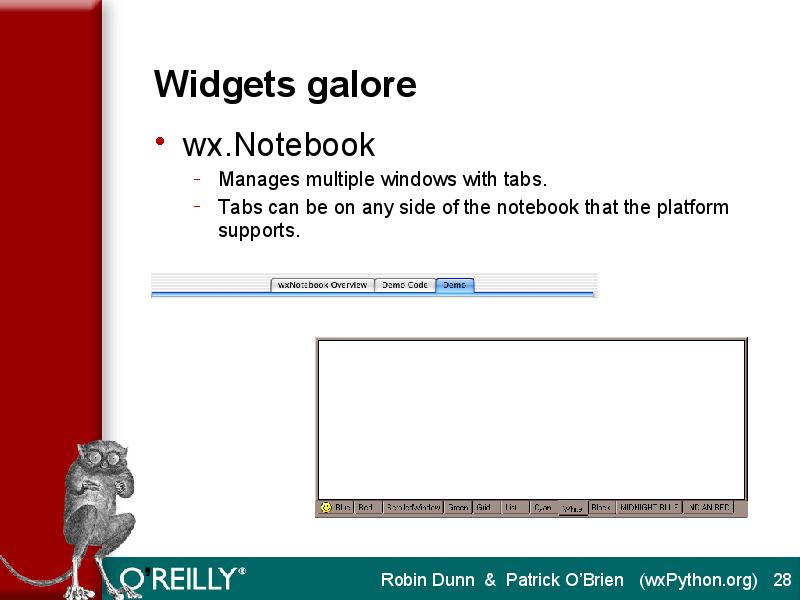 Widgets galore
• wx.Notebook
– Manages multiple windows with tabs.
– Tabs can be on any side of the notebook that the platform
supports.
wxNotebook Overview Demo Code Demo
Blue Red ScrolledWindow Green Grid List Cyan White Black MIDNIGHT BLUE INDIAN RED
O'REILLY®
Robin Dunn & Patrick O'Brien (wxPython.org) 28